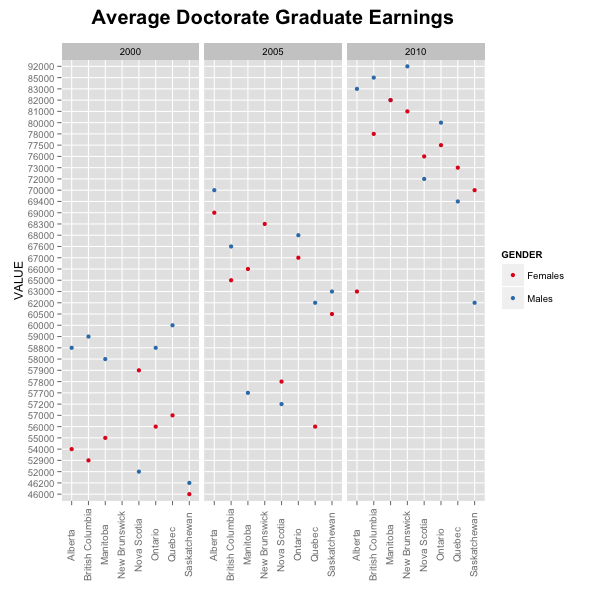 Average Doctorate Graduate Earnings
2000
2005
2010
VALUE
92000
85000
83000
82000
81000
80000
78000
77500
76000
73000
72000
70000
69400
69000
68300
68000
67600
67000
66000
65000
63000
62000
60500
60000
59000
58800
58000
57900
57800
57700
57200
57000
56000
55000
54000
52900
52000
46200
46000
Alberta
British Columbia
Manitoba
New Brunswick
Nova Scotia
Ontario
Quebec
Saskatchewan
Alberta
British Columbia
Manitoba
New Brunswick
Nova Scotia
Ontario
Quebec
Saskatchewan
Alberta
British Columbia
Manitoba
New Brunswick
Nova Scotia
Ontario
Quebec
Saskatchewan
GENDER
Females
Males